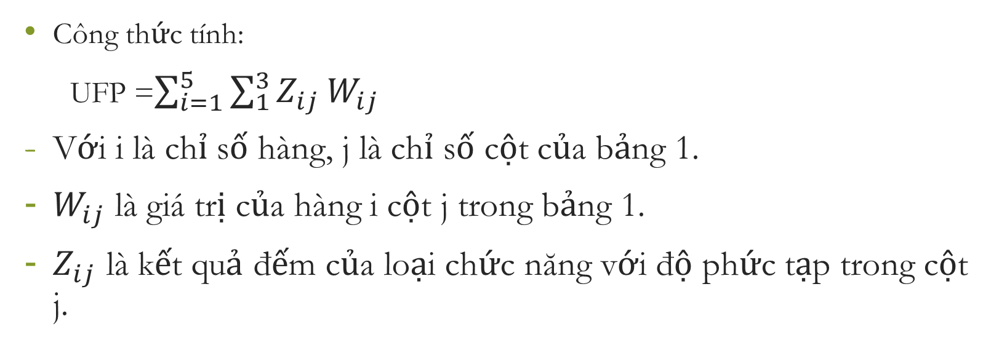 • Công thức tính:
UFP =∑_{i=1}^{5} ∑_{1}^{3} Z_{ij} W_{ij}
- Với i là chỉ số hàng, j là chỉ số cột của bảng 1.
- W_{ij} là giá trị của hàng i cột j trong bảng 1.
- Z_{ij} là kết quả đếm của loại chức năng với độ phức tạp trong cột
j.